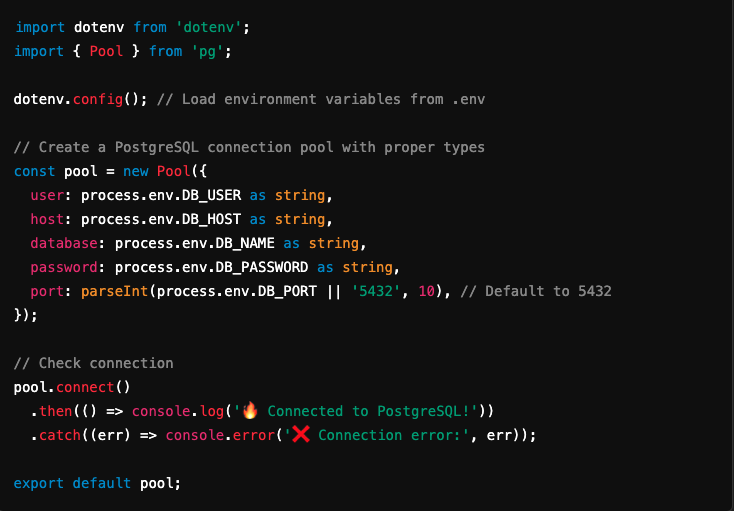 import dotenv from 'dotenv';
import { Pool } from 'pg';

dotenv.config(); // Load environment variables from .env

// Create a PostgreSQL connection pool with proper types
const pool = new Pool({
  user: process.env.DB_USER as string,
  host: process.env.DB_HOST as string,
  database: process.env.DB_NAME as string,
  password: process.env.DB_PASSWORD as string,
  port: parseInt(process.env.DB_PORT || '5432', 10), // Default to 5432
});

// Check connection
pool.connect()
  .then(() => console.log('🔥 Connected to PostgreSQL!'))
  .catch((err) => console.error('❌ Connection error:', err));

export default pool;